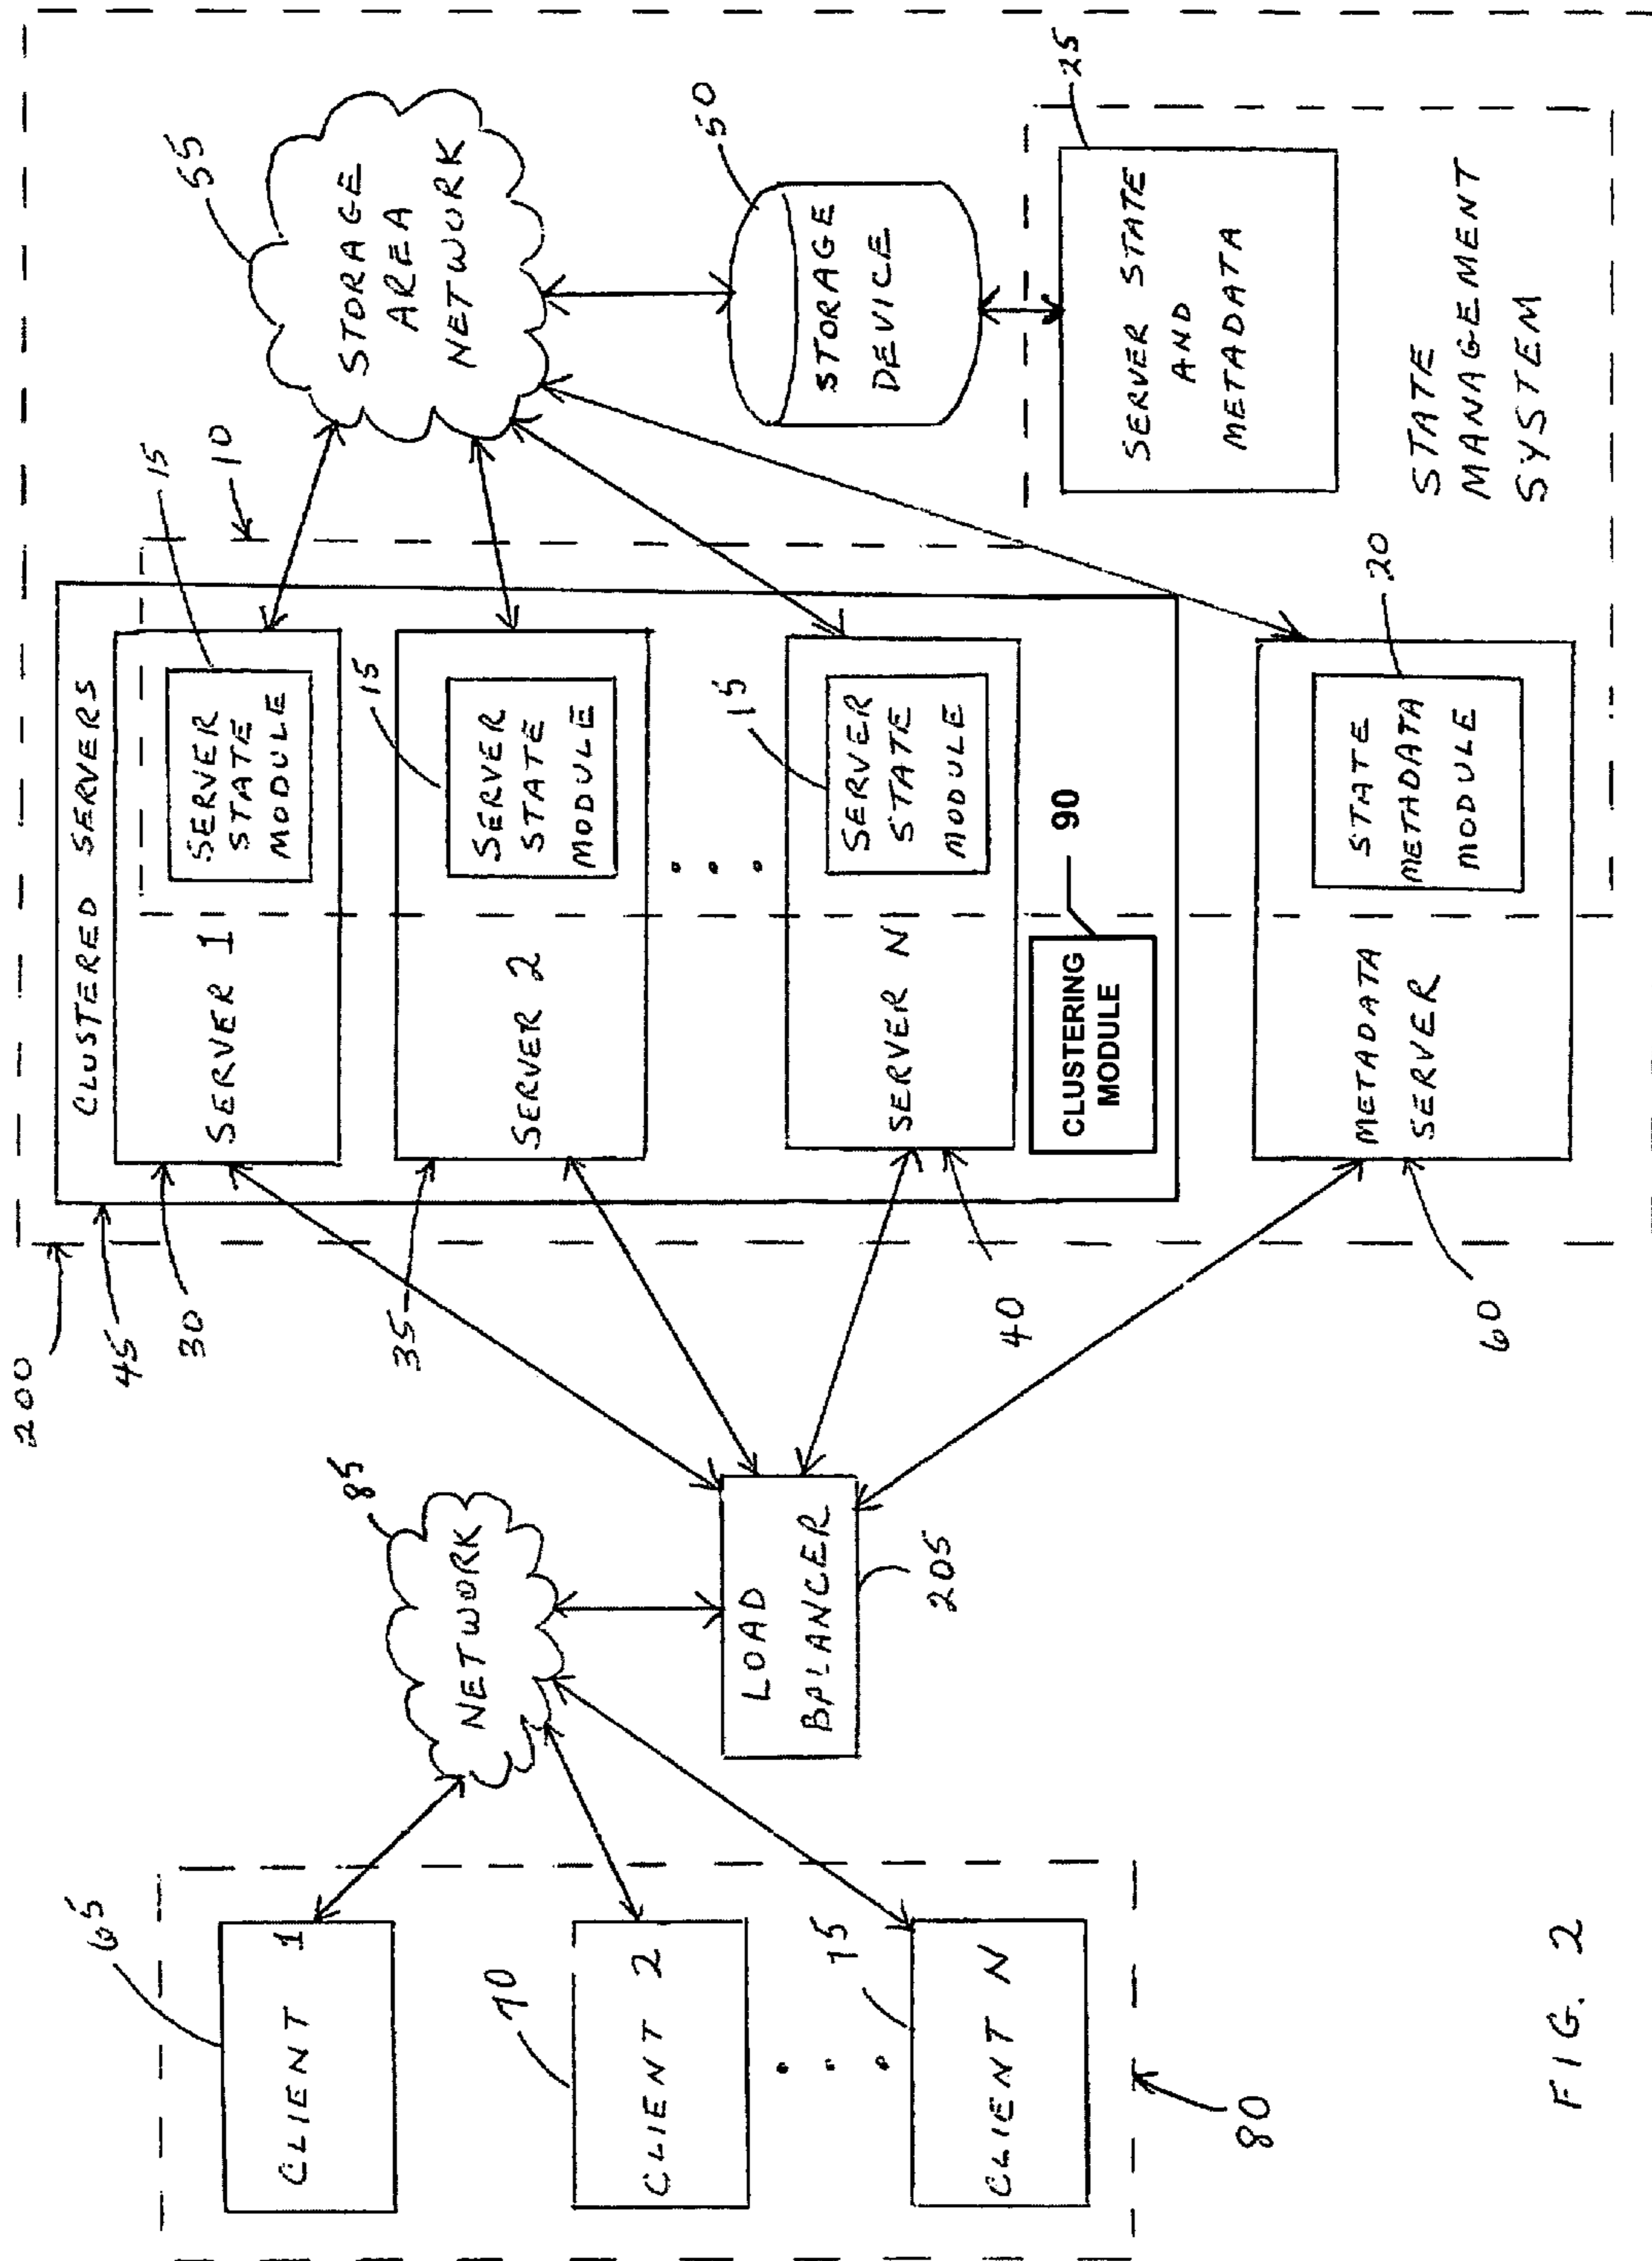 200
45
30
35
40
60
CLUSTERED SERVERS
SERVER 1
SERVER
STATE
MODULE
15
10
SERVER 2
SERVER
STATE
MODULE
15
SERVER N
SERVER
STATE
MODULE
15
CLUSTERING
MODULE
90
METADATA
SERVER
STATE
METADATA
MODULE
20
STORAGE
AREA
NETWORK
55
STORAGE
DEVICE
50
SERVER STATE
AND
METADATA
25
STATE
MANAGEMENT
SYSTEM
NETWORK
85
LOAD
BALANCER
205
CLIENT 1
65
CLIENT 2
70
CLIENT N
75
80
FIG. 2